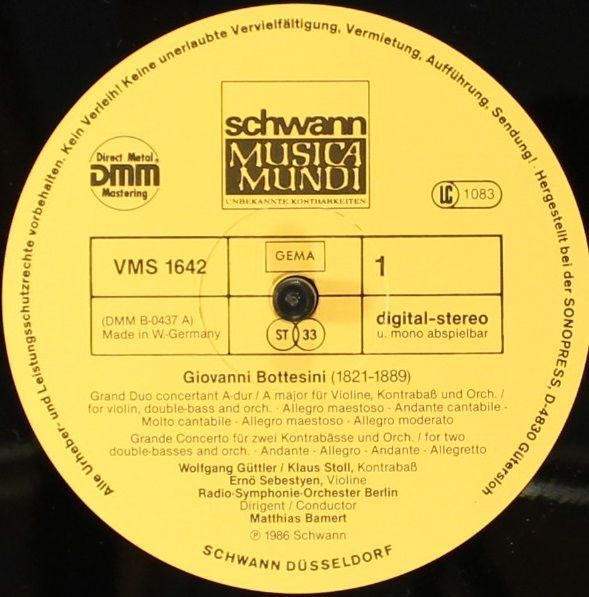 Alle Urheber- und Leistungsschutzrechte vorbehalten. Kein Verleih! Keine unerlaubte Vervielfältigung, Vermietung, Aufführung, Sendung! · Hergestellt bei der SONOPRESS, D-4830 Gütersloh
schwann
MUSICA
MUNDI
UNBEKANNTE KOSTBARKEITEN
Direct Metal
DMM
Mastering
LC 1083
VMS 1642
GEMA
1
(DMM B-0437 A)
Made in W.-Germany
ST 33
digital-stereo
u. mono abspielbar
Giovanni Bottesini (1821-1889)
Grand Duo concertant A-dur / A major für Violine, Kontrabaß und Orch. /
for violin, double-bass and orch. · Allegro maestoso - Andante cantabile -
Molto cantabile - Allegro maestoso - Allegro moderato
Grande Concerto für zwei Kontrabässe und Orch. / for two
double-basses and orch. · Andante - Allegro - Andante - Allegretto
Wolfgang Güttler / Klaus Stoll, Kontrabaß
Ernö Sebestyen, Violine
Radio-Symphonie-Orchester Berlin
Dirigent / Conductor
Matthias Bamert
℗ 1986 Schwann
SCHWANN DÜSSELDORF